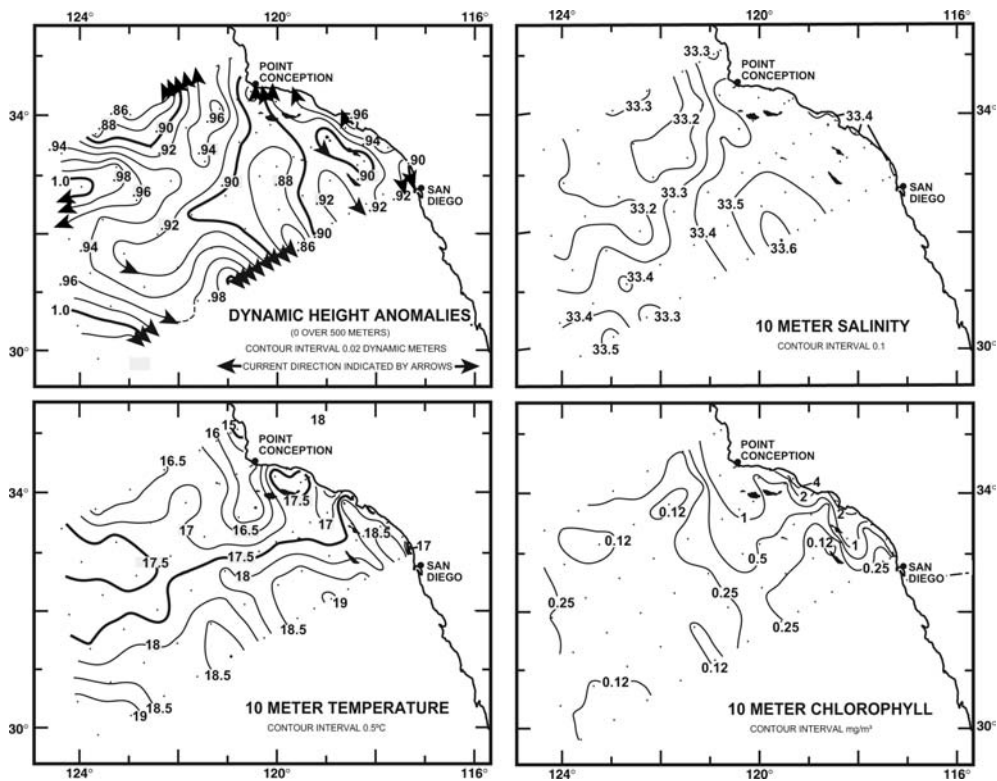 124° 120° 116° 124° 120° 116°
POINT
CONCEPTION
34°
.86
.88
.90
.92
.94
.96
.94
.98
1.0
.96
.92
.94
.96
1.0
.98
.90
.88
.92
.90
.86
.96
.94
.90
.92
.90
.92
SAN
DIEGO
30°
DYNAMIC HEIGHT ANOMALIES
(0 OVER 500 METERS)
CONTOUR INTERVAL 0.02 DYNAMIC METERS
CURRENT DIRECTION INDICATED BY ARROWS
33.3
POINT
CONCEPTION
33.3
33.2
33.4
34°
33.3
33.2
33.5
33.4
33.6
33.4
33.4
33.3
33.5
SAN
DIEGO
30°
10 METER SALINITY
CONTOUR INTERVAL 0.1
15
18
16
POINT
CONCEPTION
16.5
34°
17.5
17
16.5
17
18.5
17.5
17.5
17
18
SAN
DIEGO
19
18.5
18
18.5
18.5
19
30°
10 METER TEMPERATURE
CONTOUR INTERVAL 0.5ºC
124° 120° 116°
POINT
CONCEPTION
4
2
34°
0.12
1
2
1
0.12
0.12
0.5
0.25
SAN
DIEGO
0.25
0.25
0.25
0.12
0.12
30°
10 METER CHLOROPHYLL
CONTOUR INTERVAL mg/m³
124° 120° 116°